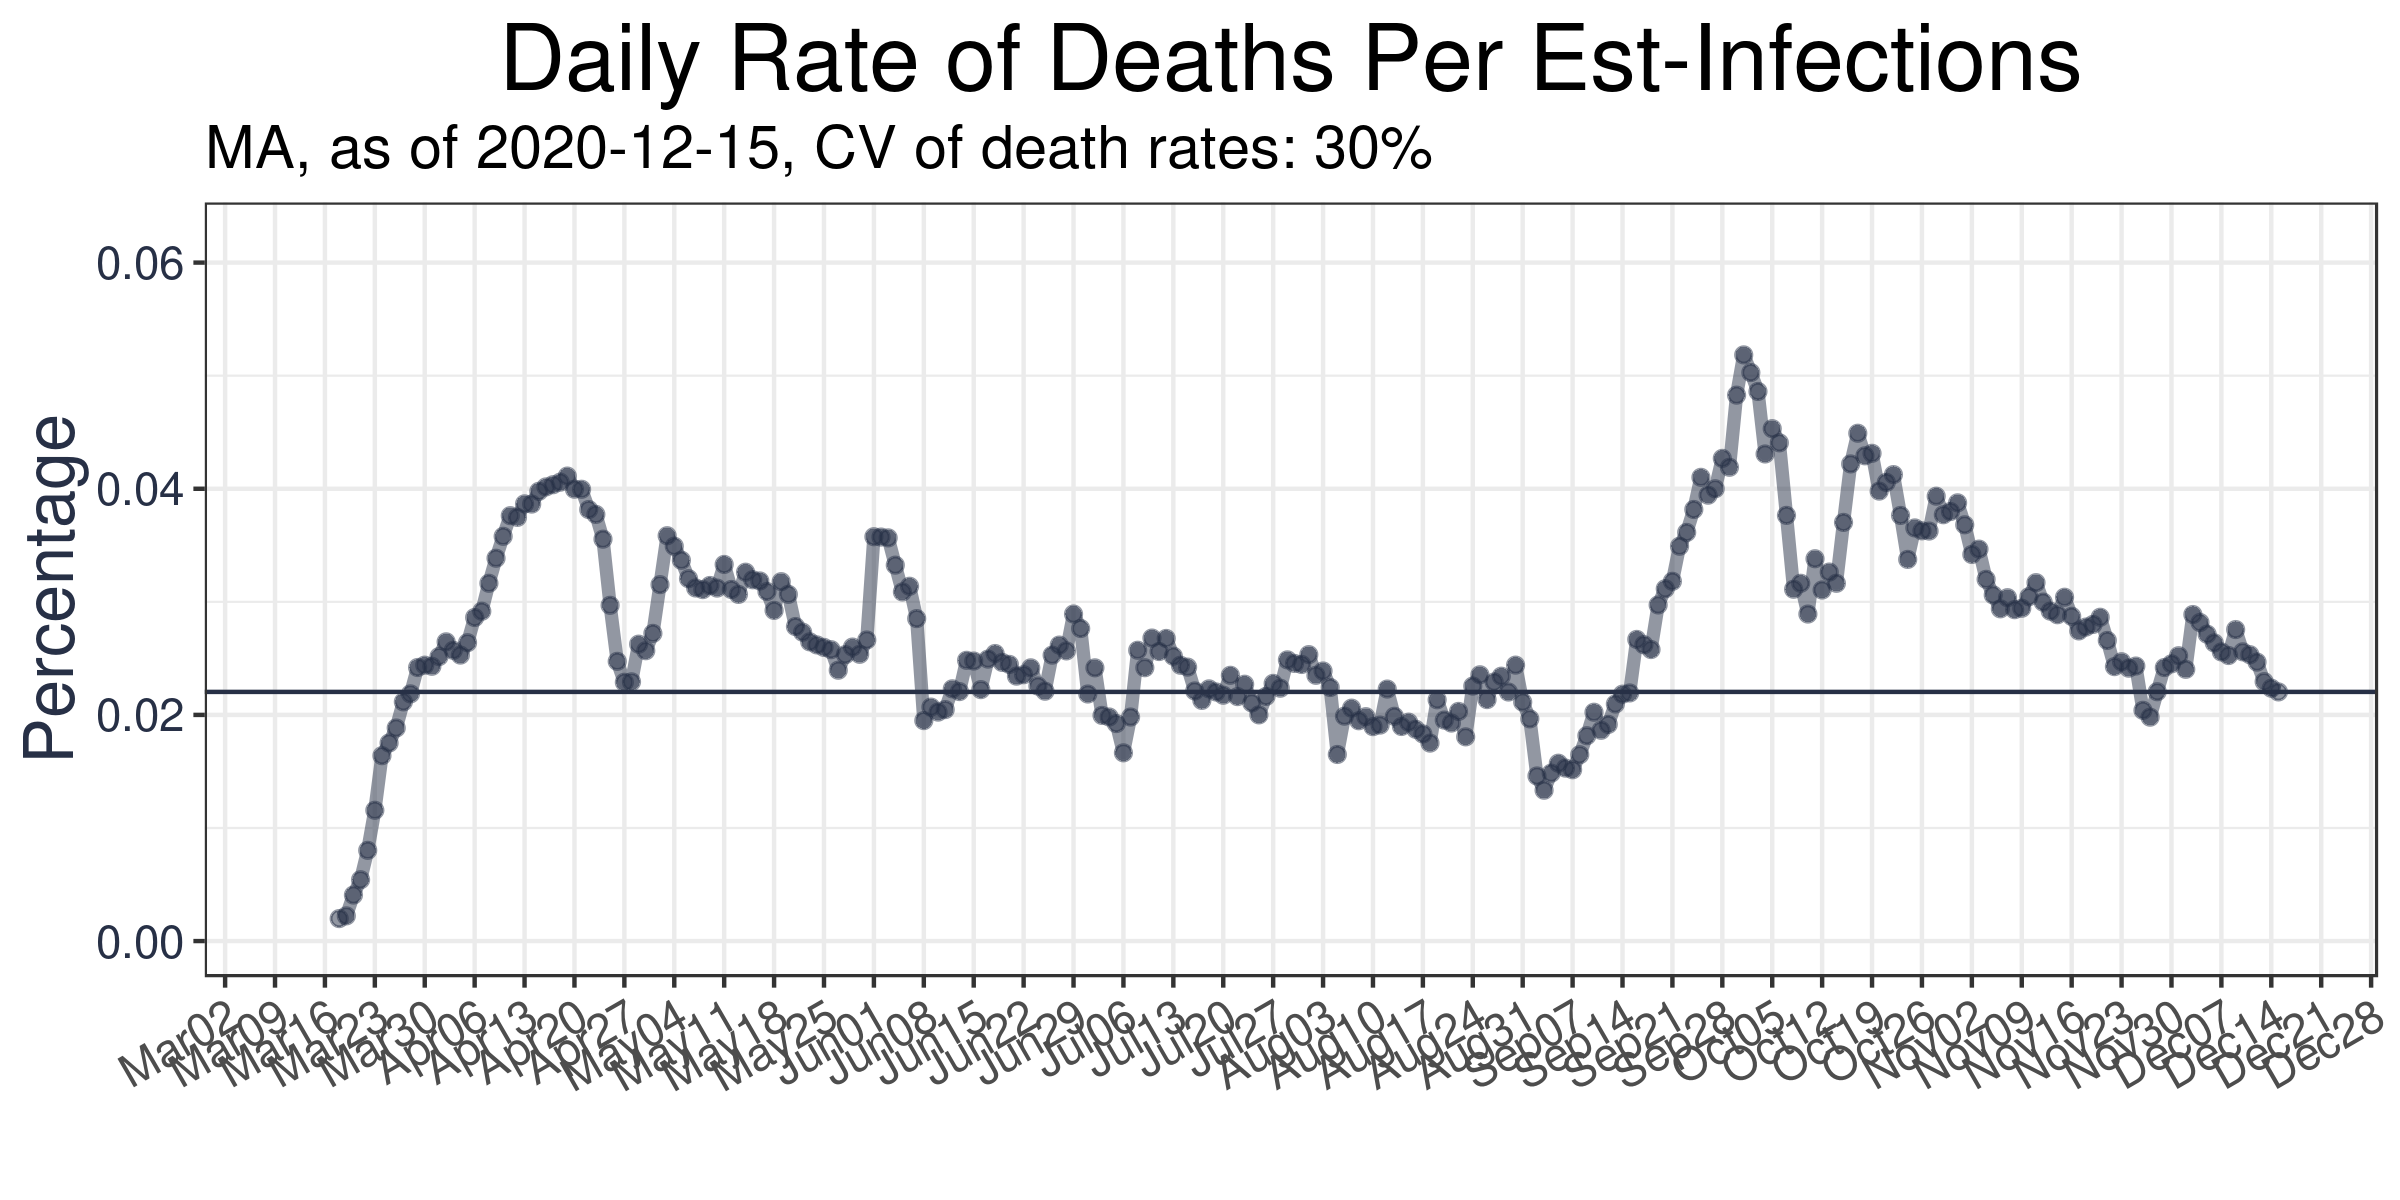 Daily Rate of Deaths Per Est-Infections
MA, as of 2020-12-15, CV of death rates: 30%
Percentage
0.06
0.04
0.02
0.00
Mar02
Mar09
Mar16
Mar23
Mar30
Apr06
Apr13
Apr20
Apr27
May04
May11
May18
May25
Jun01
Jun08
Jun15
Jun22
Jun29
Jul06
Jul13
Jul20
Jul27
Aug03
Aug10
Aug17
Aug24
Aug31
Sep07
Sep14
Sep21
Sep28
Oct05
Oct12
Oct19
Oct26
Nov02
Nov09
Nov16
Nov23
Nov30
Dec07
Dec14
Dec21
Dec28